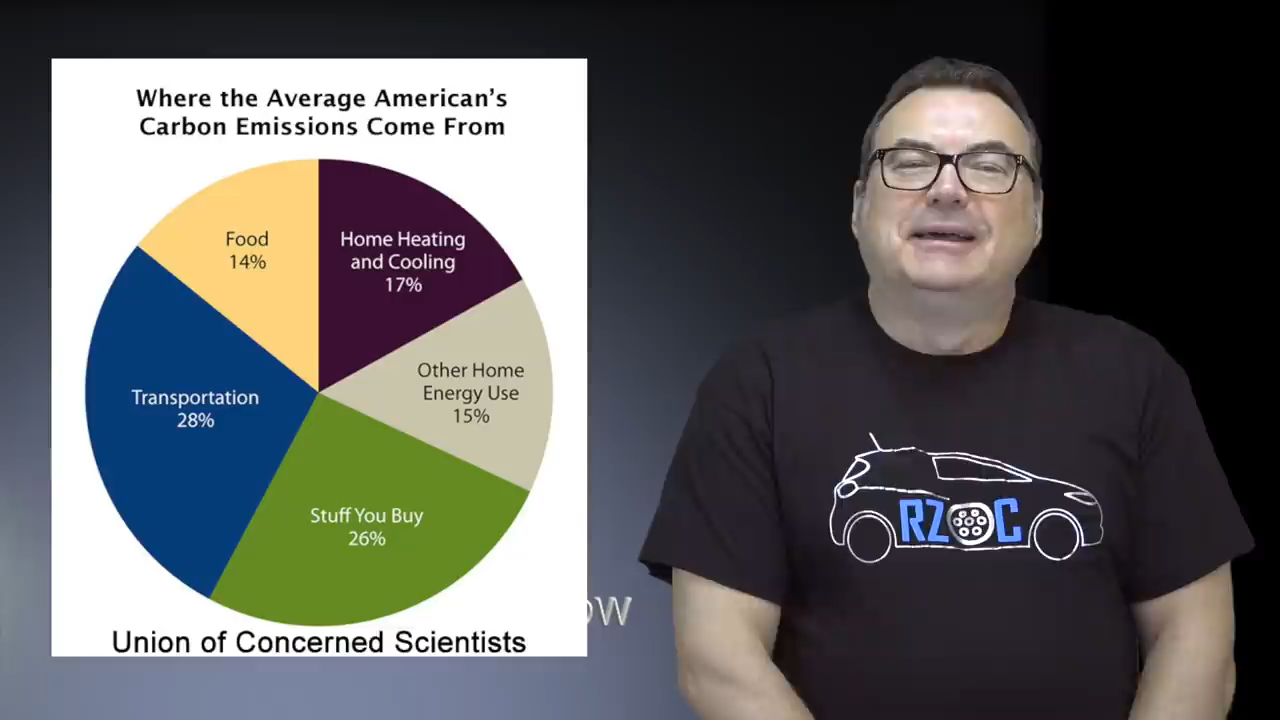 Where the Average American's
Carbon Emissions Come From
Food
14%
Home Heating
and Cooling
17%
Other Home
Energy Use
15%
Transportation
28%
Stuff You Buy
26%
Union of Concerned Scientists
RZOC